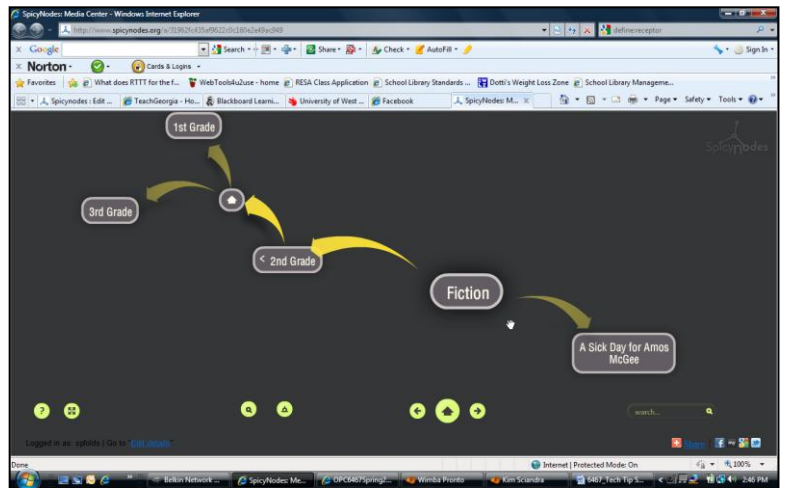 SpicyNodes: Media Center - Windows Internet Explorer
define:receptor
Google Search Share Check AutoFill Sign In
Norton Cards & Logins
Favorites What does RTTT for the f... WebTools4u2use - home RESA Class Application School Library Standards ... Dotti's Weight Loss Zone School Library Manageme...
Spicynodes : Edit ... TeachGeorgia - Ho... Blackboard Learni... University of West ... Facebook SpicyNodes: M... Page Safety Tools
Spicynodes
1st Grade
3rd Grade
< 2nd Grade
Fiction
A Sick Day for Amos
McGee
search...
Logged in as: spfolds | Go to "Edit details"
Share
Done Internet | Protected Mode: On 100%
Belkin Network ... SpicyNodes: Me... Wimba Pronto Kim Sciandra 6467_Tech Tip S... 2:46 PM